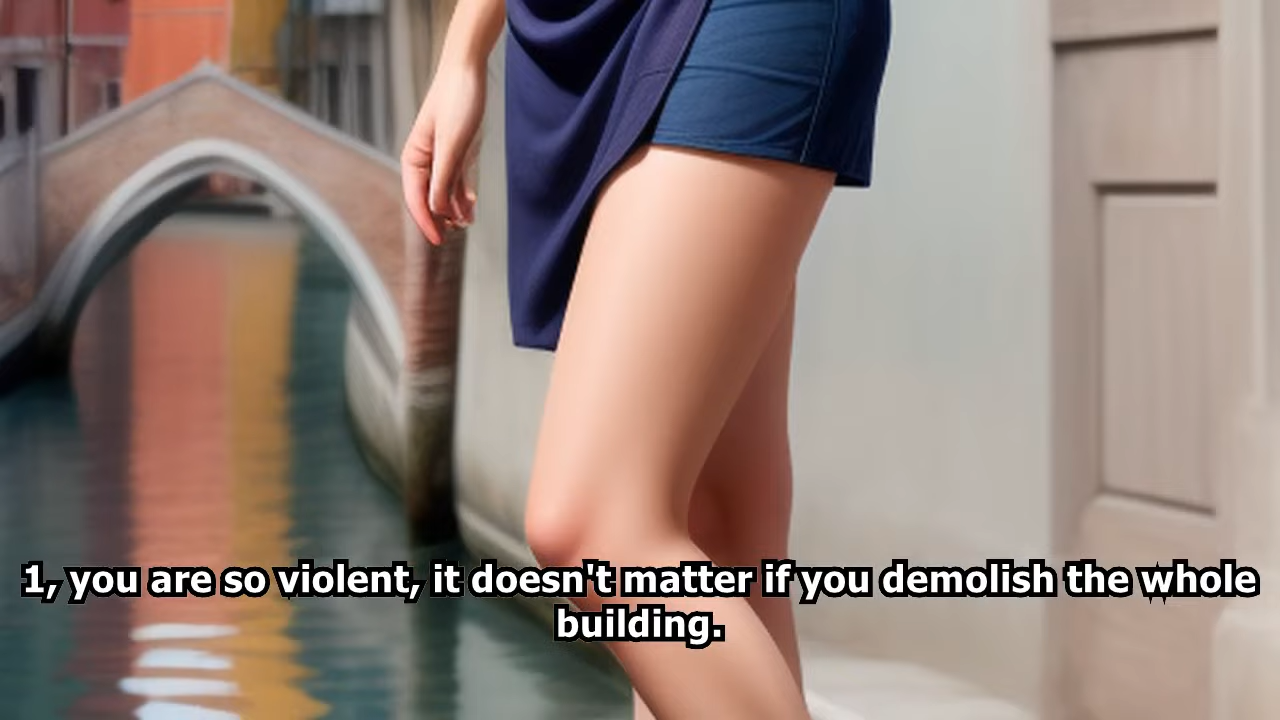 1, you are so violent, it doesn't matter if you demolish the whole
building.